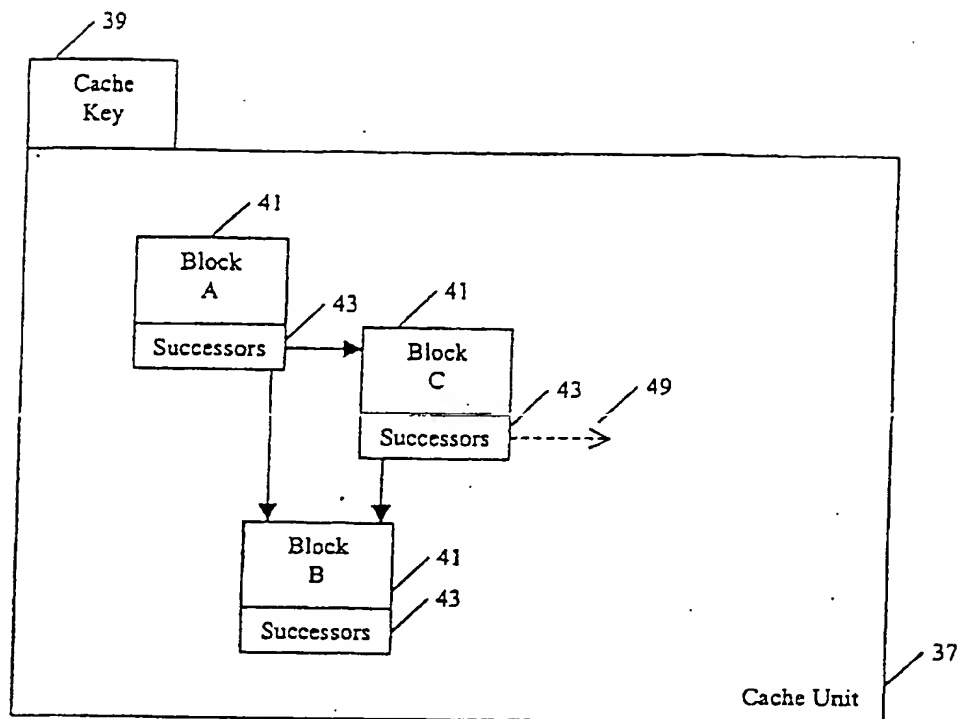 39
Cache
Key
41
Block
A
43
Successors
41
Block
C
43
49
Successors
Block
B
41
43
Successors
37
Cache Unit